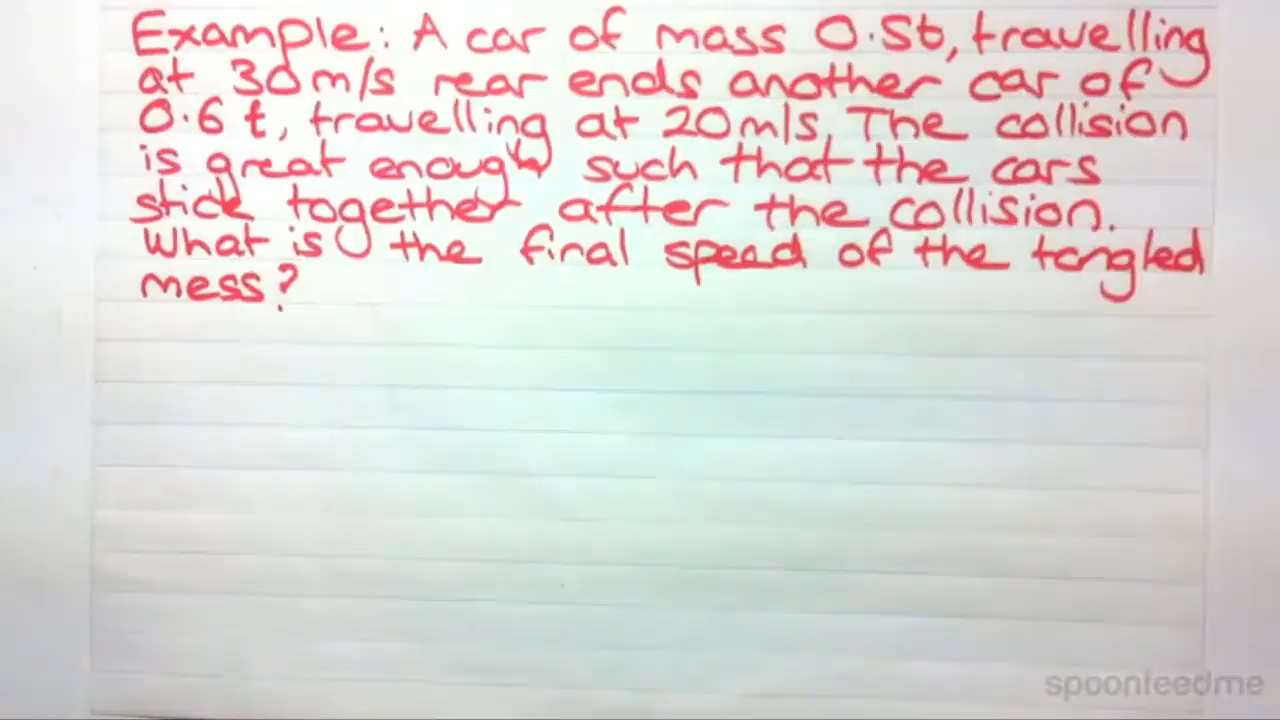 Example: A car of mass 0.5t, travelling
at 30m/s rear ends another car of
0.6 t, travelling at 20m/s. The collision
is great enough such that the cars
stick together after the collision.
What is the final speed of the tangled
mess?
spoonfeedme